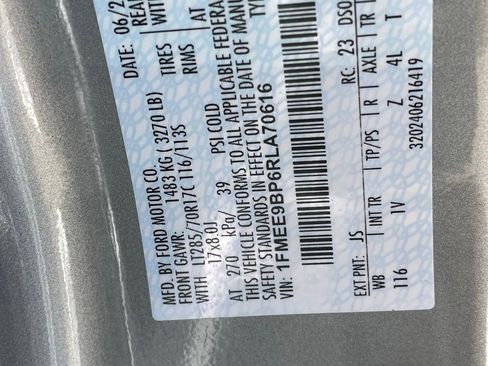 MFD. BY FORD MOTOR CO.
DATE: 06/2
FRONT GAWR: 1483 KG ( 3270 LB)
REAR
WITH LT285/70R17C 116/113S TIRES
WITH
17x8.0J RIMS
AT 270 kPa/ 39 PSI COLD
AT
THIS VEHICLE CONFORMS TO ALL APPLICABLE FEDERA
SAFETY STANDARDS IN EFFECT ON THE DATE OF MANU
VIN: 1FMEE9BP6RLA70616
TY
EXT PNT: JS
RC: 23 DSO
WB INT TR TP/PS R AXLE TR
116 1V Z 4L T
3202406216419